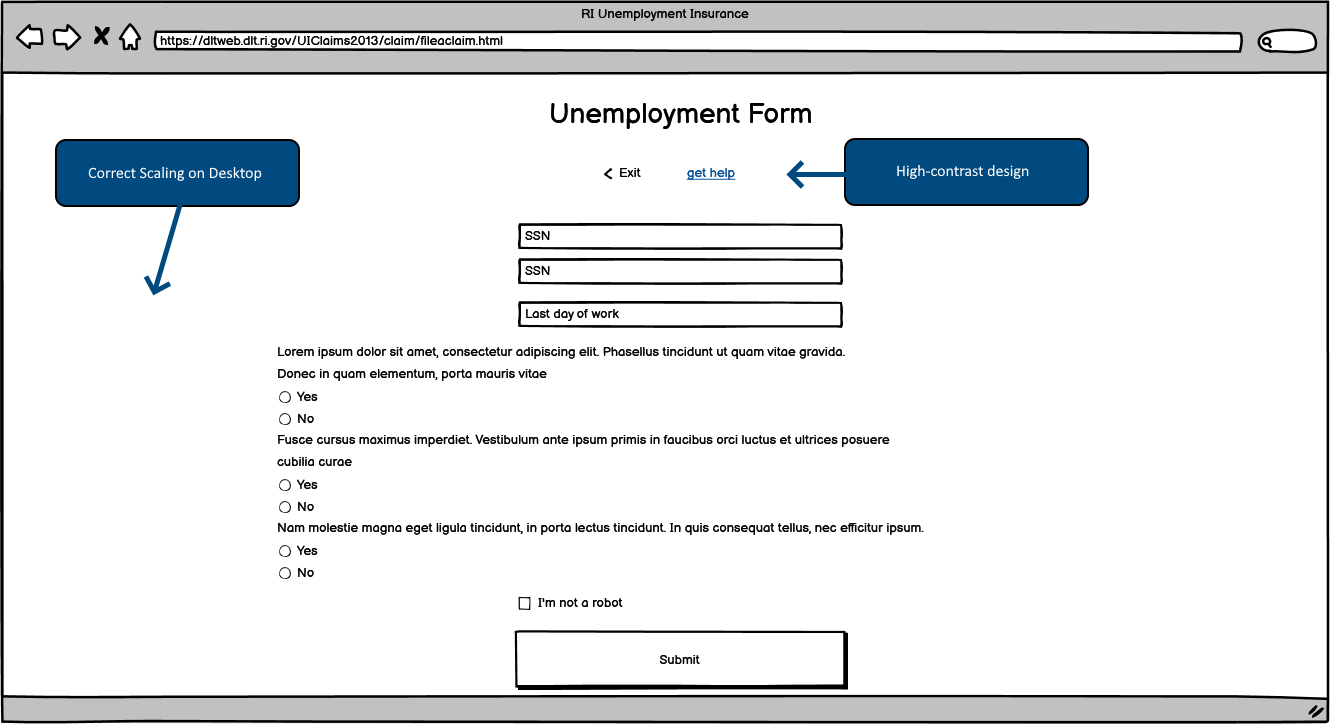 RI Unemployment Insurance
https://dltweb.dlt.ri.gov/UIClaims2013/claim/fileaclaim.html
Unemployment Form
Correct Scaling on Desktop
Exit
get help
High-contrast design
SSN
SSN
Last day of work
Lorem ipsum dolor sit amet, consectetur adipiscing elit. Phasellus tincidunt ut quam vitae gravida.
Donec in quam elementum, porta mauris vitae
Yes
No
Fusce cursus maximus imperdiet. Vestibulum ante ipsum primis in faucibus orci luctus et ultrices posuere
cubilia curae
Yes
No
Nam molestie magna eget ligula tincidunt, in porta lectus tincidunt. In quis consequat tellus, nec efficitur ipsum.
Yes
No
I'm not a robot
Submit